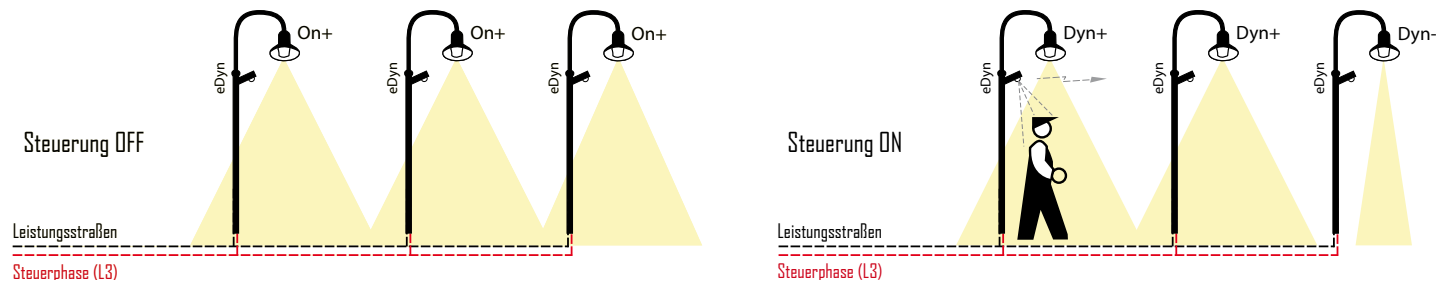 On+
On+
On+
eDyn
eDyn
eDyn
Steuerung OFF
Leistungsstraßen
Steuerphase (L3)
Dyn+
Dyn+
Dyn-
eDyn
eDyn
eDyn
Steuerung ON
Leistungsstraßen
Steuerphase (L3)